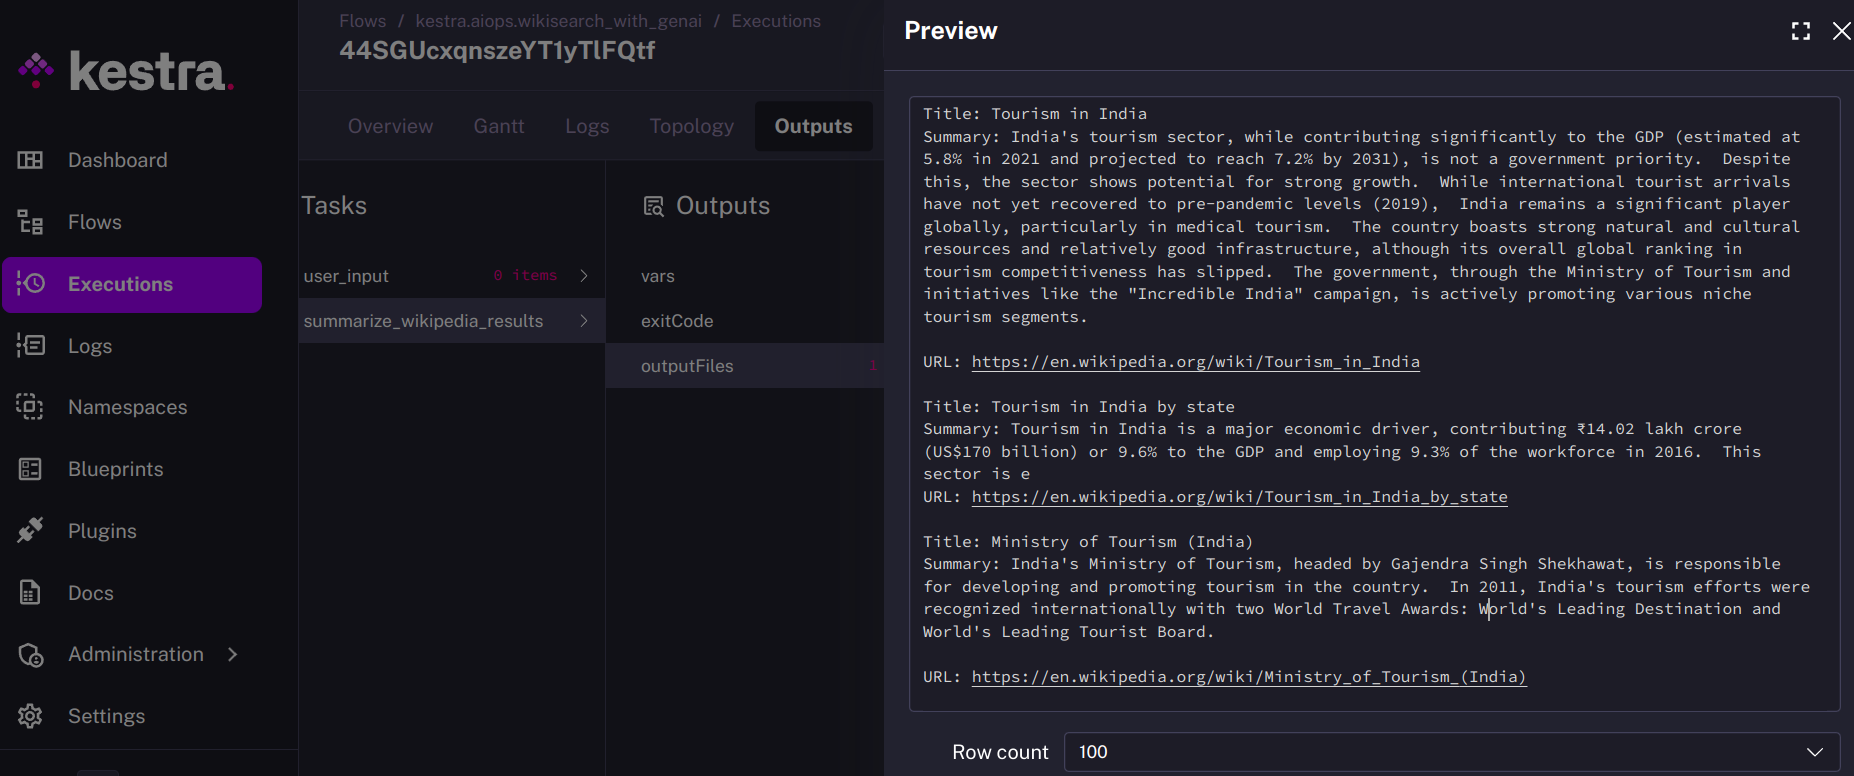 kestra.
Dashboard
Flows
Executions
Logs
Namespaces
Blueprints
Plugins
Docs
Administration
Settings
Flows / kestra.aiops.wikisearch_with_genai / Executions
44SGUcxqnszeYT1yTlFQtf
Overview Gantt Logs Topology Outputs
Tasks
user_input 0 items
summarize_wikipedia_results
Outputs
vars
exitCode
outputFiles 1
Preview
Title: Tourism in India
Summary: India's tourism sector, while contributing significantly to the GDP (estimated at
5.8% in 2021 and projected to reach 7.2% by 2031), is not a government priority.  Despite
this, the sector shows potential for strong growth.  While international tourist arrivals
have not yet recovered to pre-pandemic levels (2019),  India remains a significant player
globally, particularly in medical tourism.  The country boasts strong natural and cultural
resources and relatively good infrastructure, although its overall global ranking in
tourism competitiveness has slipped.  The government, through the Ministry of Tourism and
initiatives like the "Incredible India" campaign, is actively promoting various niche
tourism segments.
URL: https://en.wikipedia.org/wiki/Tourism_in_India
Title: Tourism in India by state
Summary: Tourism in India is a major economic driver, contributing ₹14.02 lakh crore
(US$170 billion) or 9.6% to the GDP and employing 9.3% of the workforce in 2016.  This
sector is e
URL: https://en.wikipedia.org/wiki/Tourism_in_India_by_state
Title: Ministry of Tourism (India)
Summary: India's Ministry of Tourism, headed by Gajendra Singh Shekhawat, is responsible
for developing and promoting tourism in the country.  In 2011, India's tourism efforts were
recognized internationally with two World Travel Awards: World's Leading Destination and
World's Leading Tourist Board.
URL: https://en.wikipedia.org/wiki/Ministry_of_Tourism_(India)
Row count 100